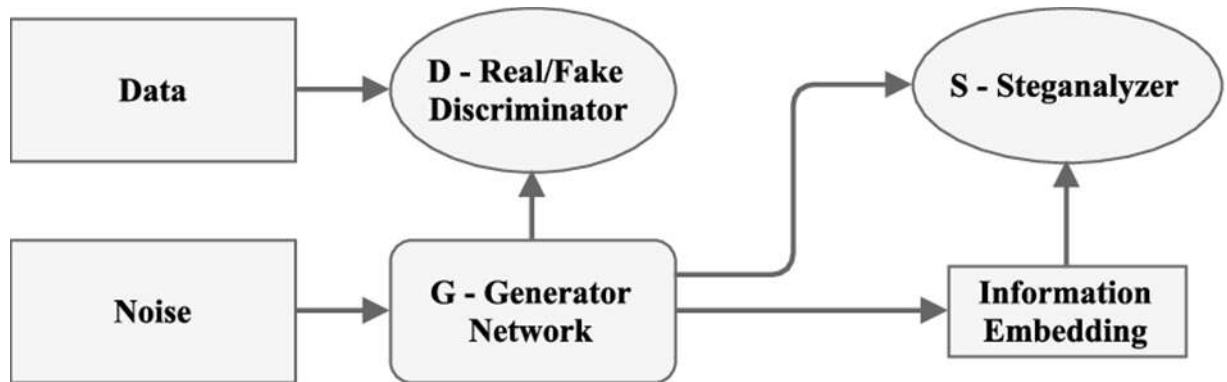 Data
D - Real/Fake
Discriminator
S - Steganalyzer
Noise
G - Generator
Network
Information
Embedding